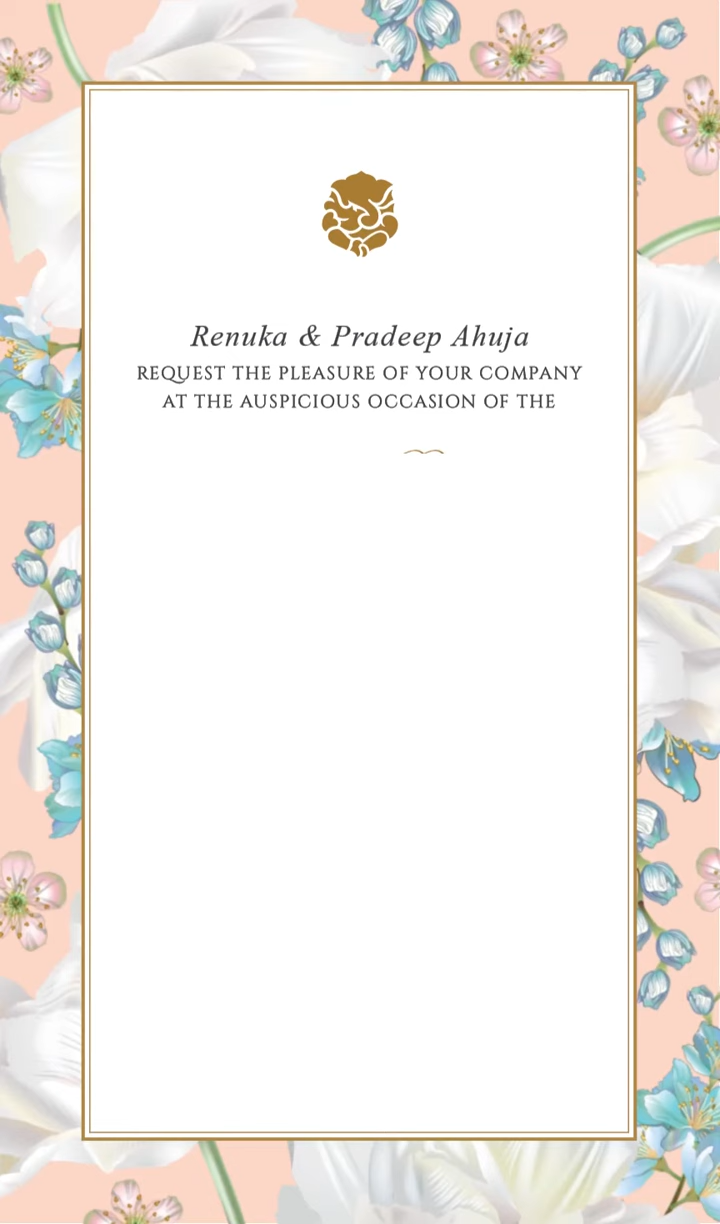 Renuka & Pradeep Ahuja
REQUEST THE PLEASURE OF YOUR COMPANY
AT THE AUSPICIOUS OCCASION OF THE